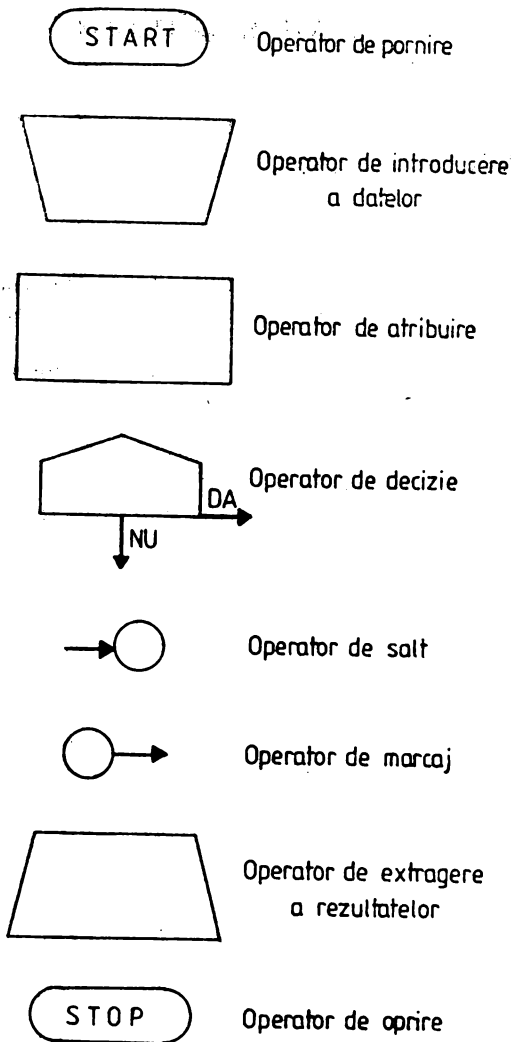 START
Operator de pornire
Operator de introducere
a datelor
Operator de atribuire
Operator de decizie
DA
NU
Operator de salt
Operator de marcaj
Operator de extragere
a rezultatelor
STOP
Operator de oprire